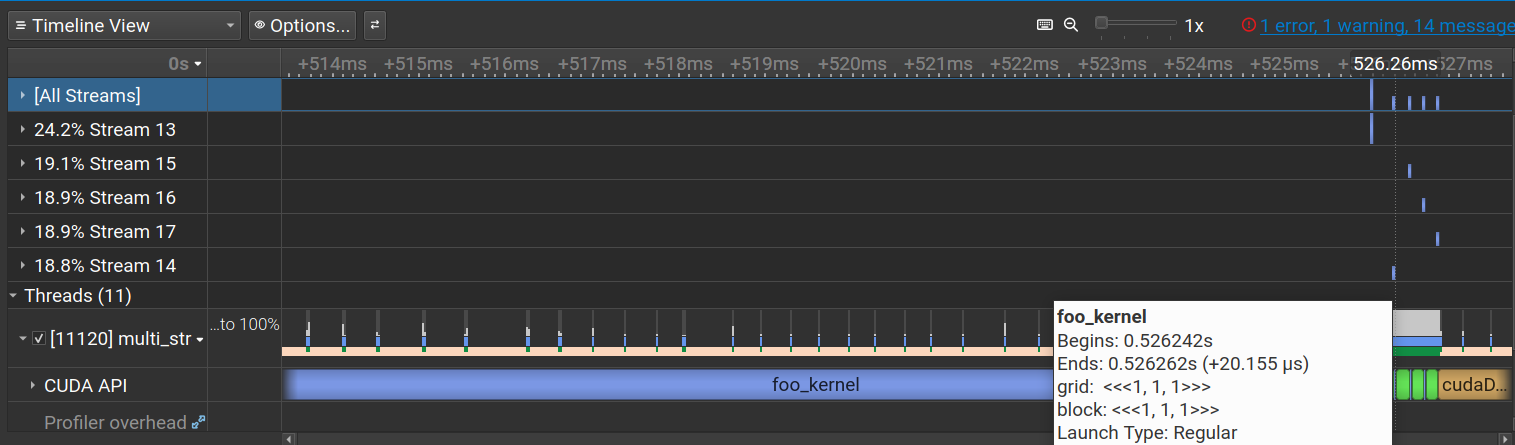 Timeline View
Options...
1x
1 error, 1 warning, 14 message
0s
+514ms +515ms +516ms +517ms +518ms +519ms +520ms +521ms +522ms +523ms +524ms +525ms 526.26ms 527ms
[All Streams]
24.2% Stream 13
19.1% Stream 15
18.9% Stream 16
18.9% Stream 17
18.8% Stream 14
Threads (11)
[11120] multi_str
...to 100%
CUDA API
foo_kernel
cudaD...
Profiler overhead
foo_kernel
Begins: 0.526242s
Ends: 0.526262s (+20.155 μs)
grid: <<<1, 1, 1>>>
block: <<<1, 1, 1>>>
Launch Type: Regular